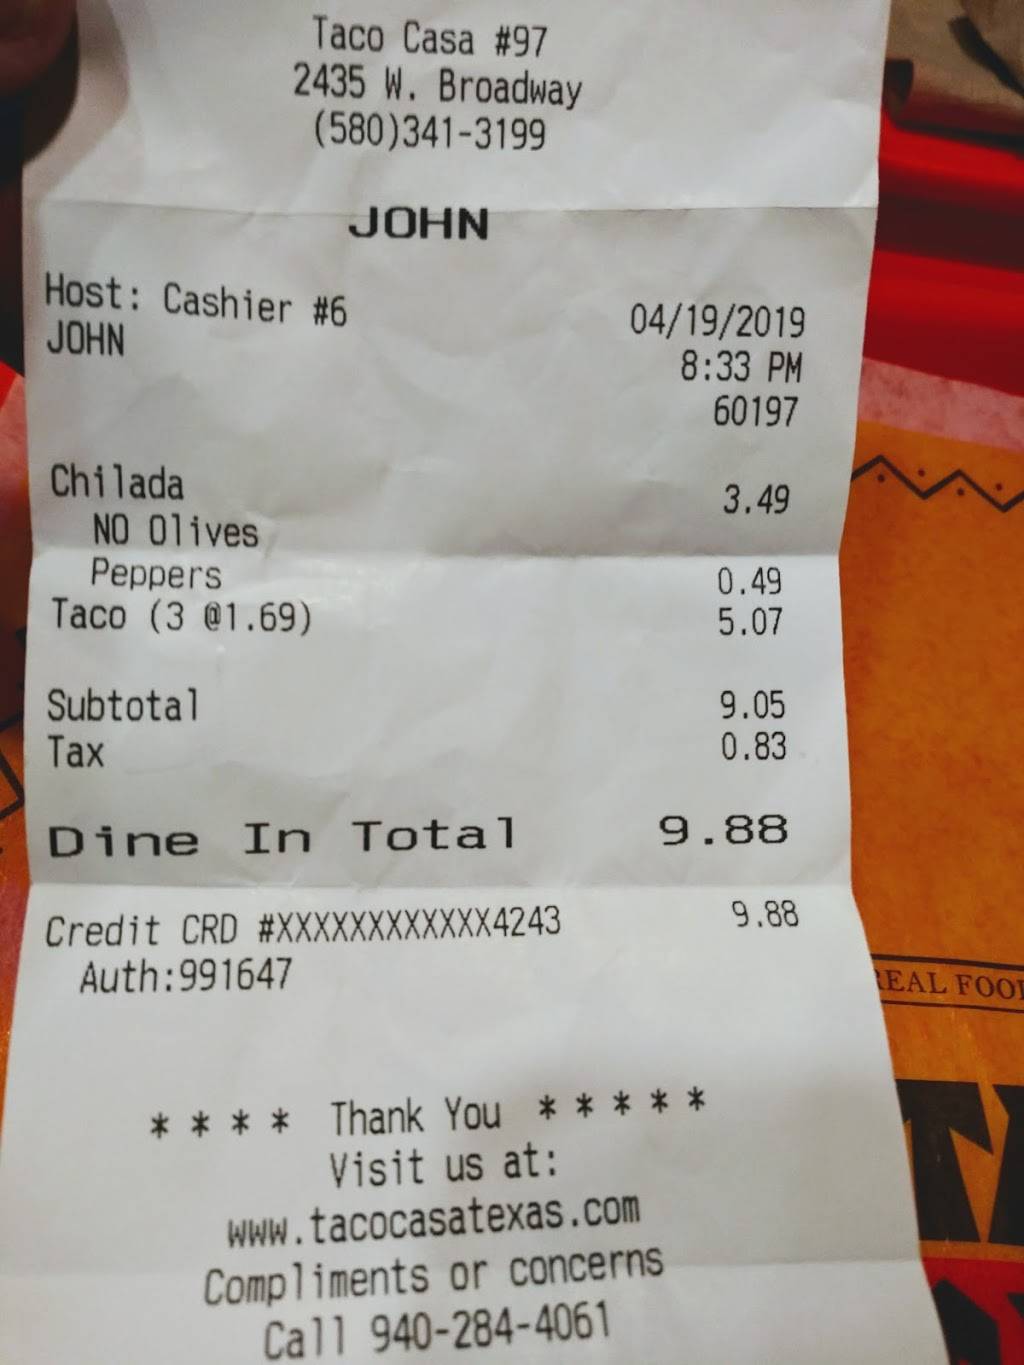 Taco Casa #97
2435 W. Broadway
(580)341-3199
JOHN
Host: Cashier #6 04/19/2019
JOHN 8:33 PM
60197
Chilada 3.49
NO Olives
Peppers 0.49
Taco (3 @1.69) 5.07
Subtotal 9.05
Tax 0.83
Dine In Total 9.88
Credit CRD #XXXXXXXXXXXX4243 9.88
Auth:991647
* * * * Thank You * * * * *
Visit us at:
www.tacocasatexas.com
Compliments or concerns
Call 940-284-4061
REAL FOOD